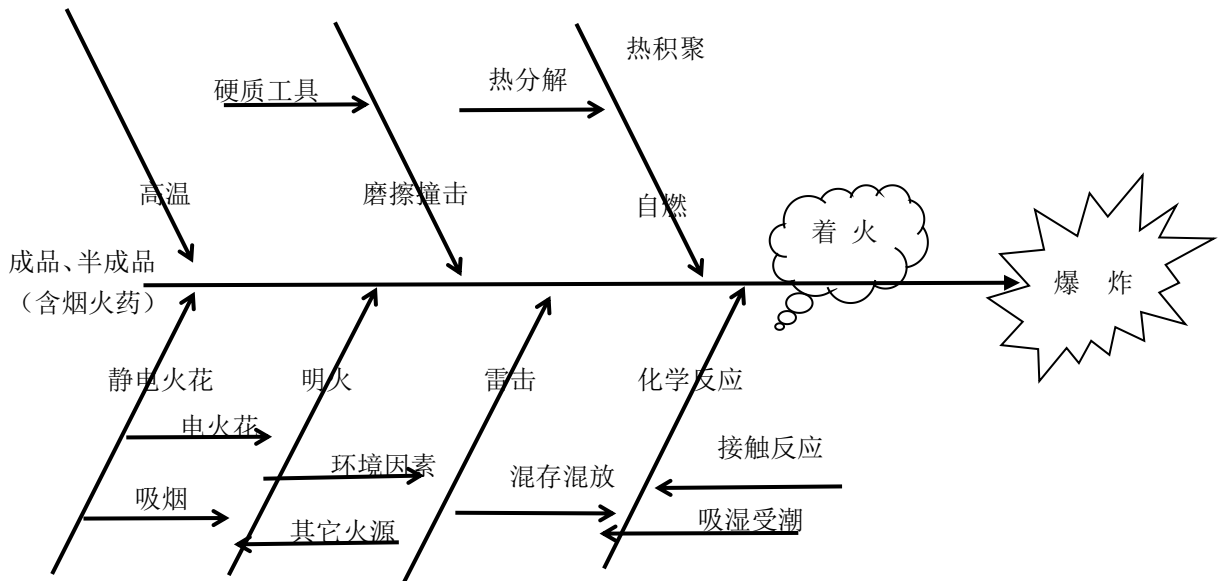 热积聚
热分解
硬质工具
高温
磨擦撞击
自燃
着 火
成品、半成品
（含烟火药）
爆 炸
静电火花
明火
雷击
化学反应
电火花
接触反应
环境因素
混存混放
吸烟
吸湿受潮
其它火源